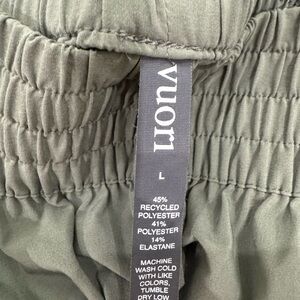 vuori
L
45%
RECYCLED
POLYESTER
41%
POLYESTER
14%
ELASTANE
MACHINE
WASH COLD
WITH LIKE
COLORS,
TUMBLE
DRY LOW